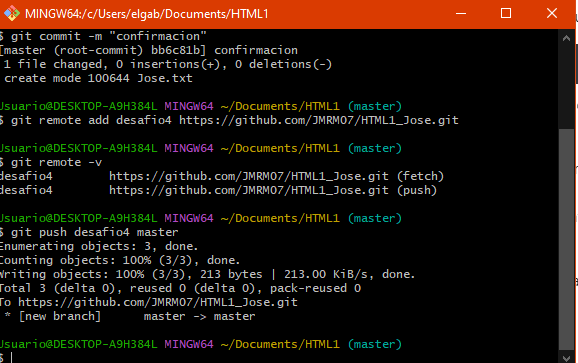 MINGW64:/c/Users/elgab/Documents/HTML1
$ git commit -m "confirmacion"
[master (root-commit) bb6c81b] confirmacion
1 file changed, 0 insertions(+), 0 deletions(-)
create mode 100644 Jose.txt
Usuario@DESKTOP-A9H384L MINGW64 ~/Documents/HTML1 (master)
$ git remote add desafio4 https://github.com/JMRMO7/HTML1_Jose.git
Usuario@DESKTOP-A9H384L MINGW64 ~/Documents/HTML1 (master)
$ git remote -v
desafio4 https://github.com/JMRMO7/HTML1_Jose.git (fetch)
desafio4 https://github.com/JMRMO7/HTML1_Jose.git (push)
Usuario@DESKTOP-A9H384L MINGW64 ~/Documents/HTML1 (master)
$ git push desafio4 master
Enumerating objects: 3, done.
Counting objects: 100% (3/3), done.
Writing objects: 100% (3/3), 213 bytes | 213.00 KiB/s, done.
Total 3 (delta 0), reused 0 (delta 0), pack-reused 0
To https://github.com/JMRMO7/HTML1_Jose.git
* [new branch] master -> master
Usuario@DESKTOP-A9H384L MINGW64 ~/Documents/HTML1 (master)
$